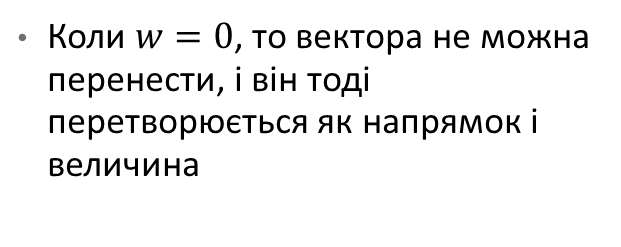 • Коли 𝑤 = 0, то вектора не можна
перенести, і він тоді
перетворюється як напрямок і
величина